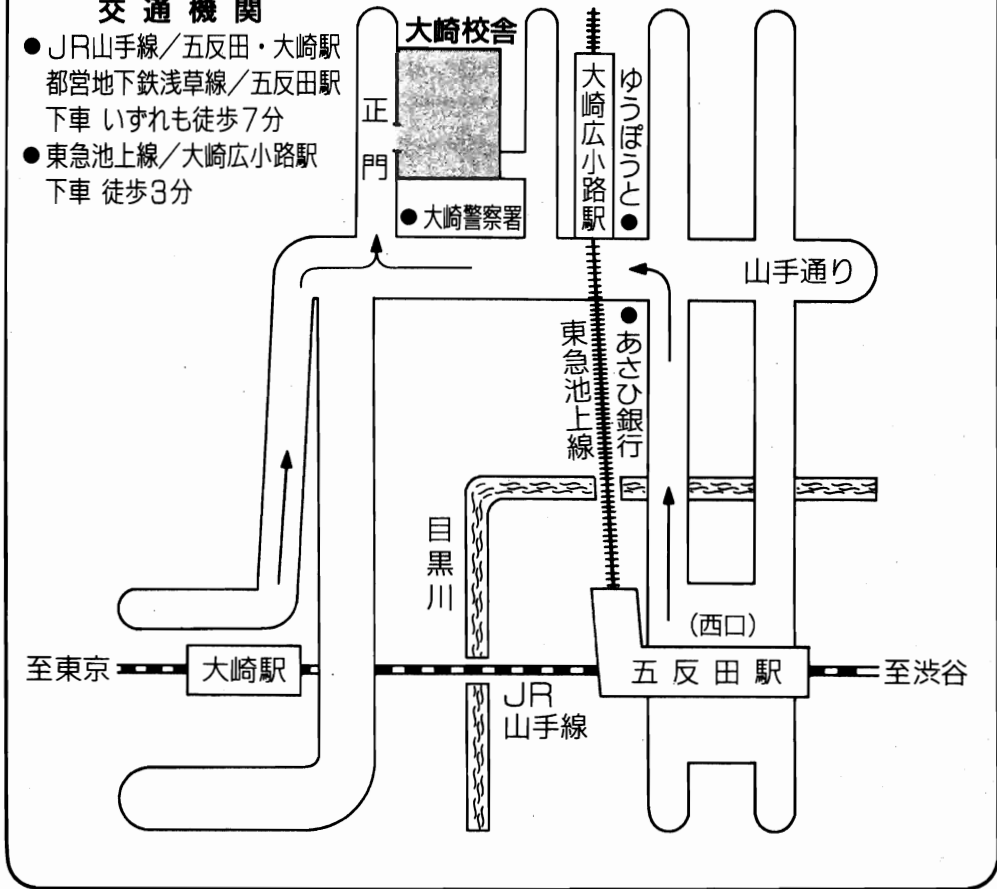 交通機関
●JR山手線／五反田・大崎駅
都営地下鉄浅草線／五反田駅
下車 いずれも徒歩7分
●東急池上線／大崎広小路駅
下車 徒歩3分
大崎校舎
正門
●大崎警察署
大崎広小路駅
ゆうぽうと●
山手通り
●あさひ銀行
東急池上線
目黒川
(西口)
至東京
大崎駅
五反田駅
至渋谷
JR
山手線